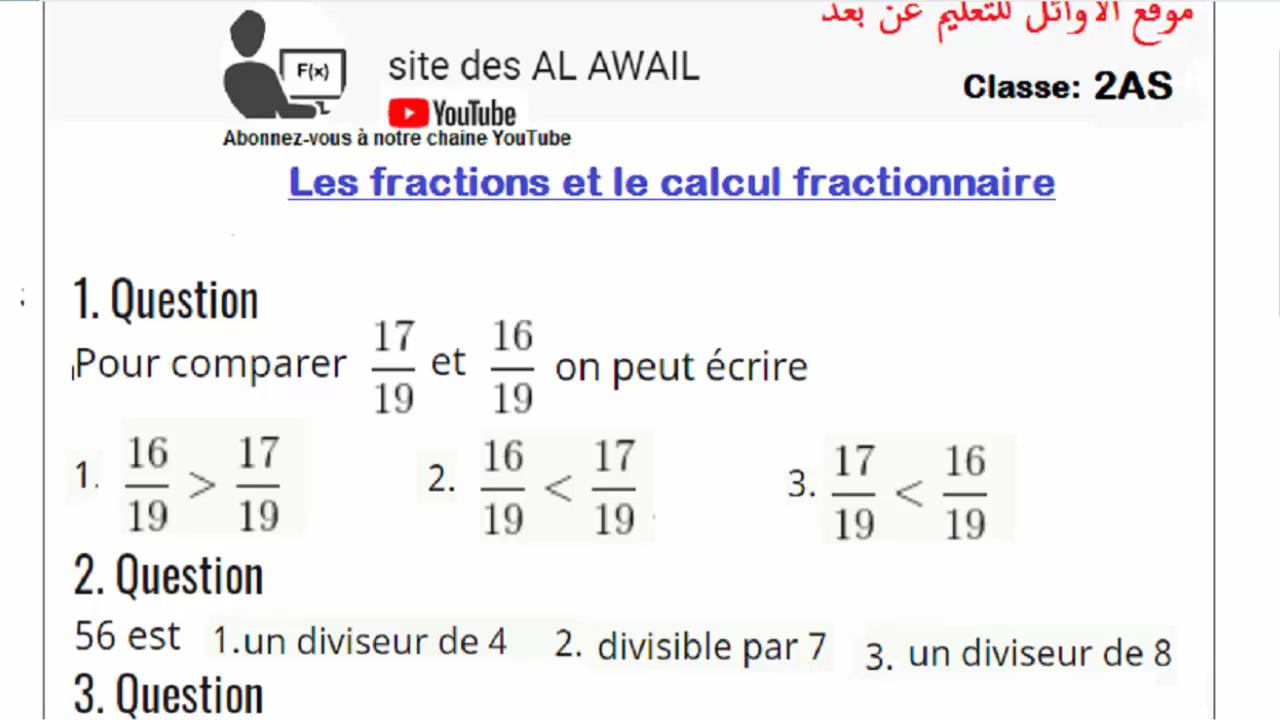 موقع الاوائل للتعليم عن بعد
F(x)
site des AL AWAIL
Classe: 2AS
YouTube
Abonnez-vous à notre chaine YouTube
Les fractions et le calcul fractionnaire
1. Question
Pour comparer 17/19 et 16/19 on peut écrire
1. 16/19 > 17/19 2. 16/19 < 17/19 3. 17/19 < 16/19
2. Question
56 est 1.un diviseur de 4 2. divisible par 7 3. un diviseur de 8
3. Question